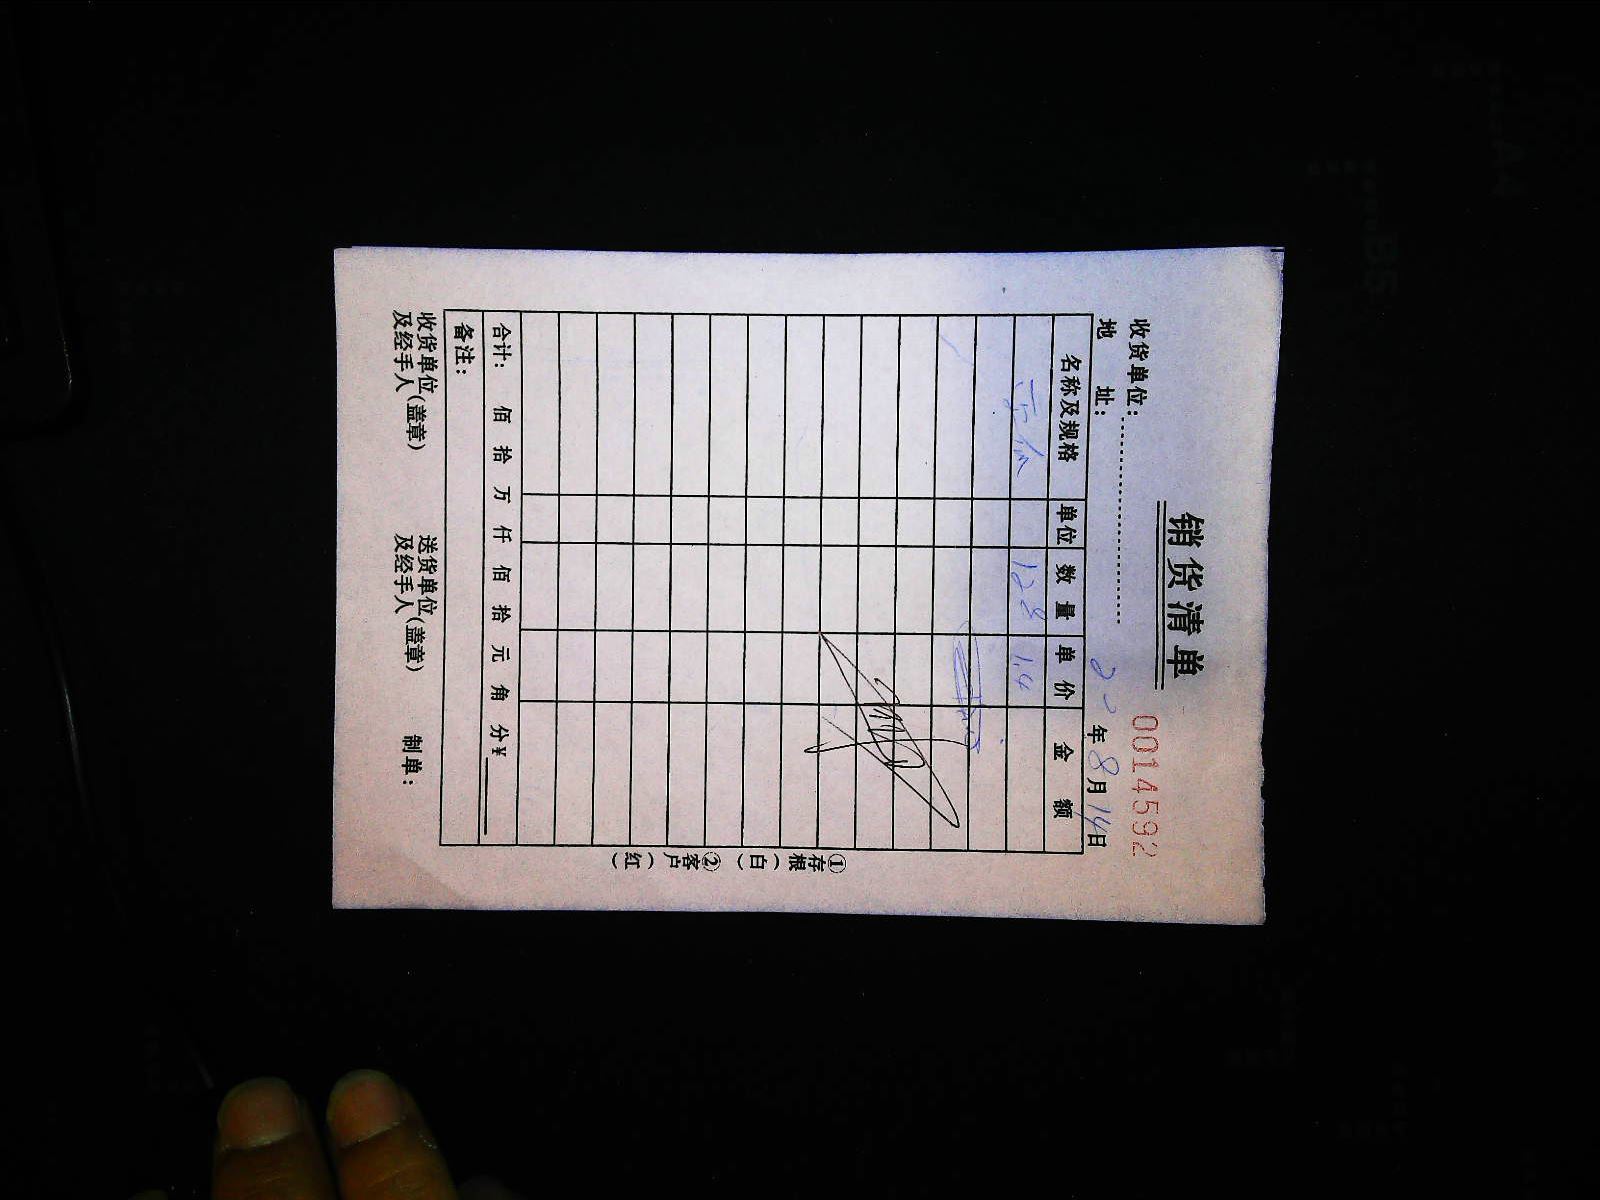 销货清单
0014592
收货单位:
地 址: 年8月14日
名称及规格 单位 数量 单价 金额
128 1.4
合计: 佰 拾 万 仟 佰 拾 元 角 分¥
备注:
收货单位(盖章) 送货单位(盖章) 制单:
及经手人 及经手人
①存根(白) ②客户(红)